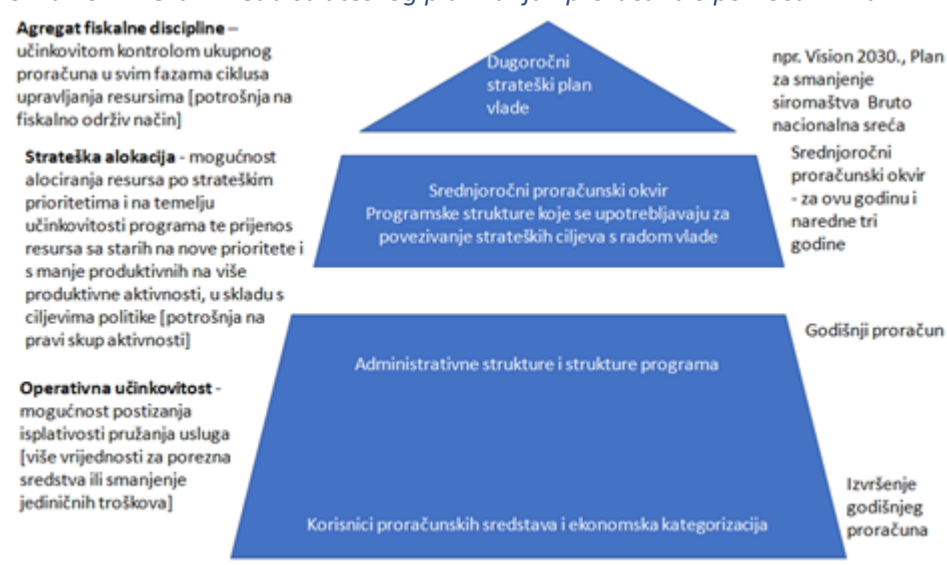 Agregat fiskalne discipline –
učinkovitom kontrolom ukupnog
proračuna u svim fazama ciklusa
upravljanja resursima [potrošnja na
fiskalno održiv način]
Dugoročni
strateški plan
vlade
npr. Vision 2030., Plan
za smanjenje
siromaštva Bruto
nacionalna sreća
Strateška alokacija - mogućnost
alociranja resursa po strateškim
prioritetima i na temelju
učinkovitosti programa te prijenos
resursa sa starih na nove prioritete i
s manje produktivnih na više
produktivne aktivnosti, u skladu s
ciljevima politike [potrošnja na
pravi skup aktivnosti]
Srednjoročni proračunski okvir
Programske strukture koje se upotrebljavaju za
povezivanje strateških ciljeva s radom vlade
Srednjoročni
proračunski okvir
- za ovu godinu i
naredne tri
godine
Godišnji proračun
Administrativne strukture i strukture programa
Operativna učinkovitost -
mogućnost postizanja
isplativosti pružanja usluga
[više vrijednosti za porezna
sredstva ili smanjenje
jediničnih troškova]
Korisnici proračunskih sredstava i ekonomska kategorizacija
Izvršenje
godišnjeg
proračuna